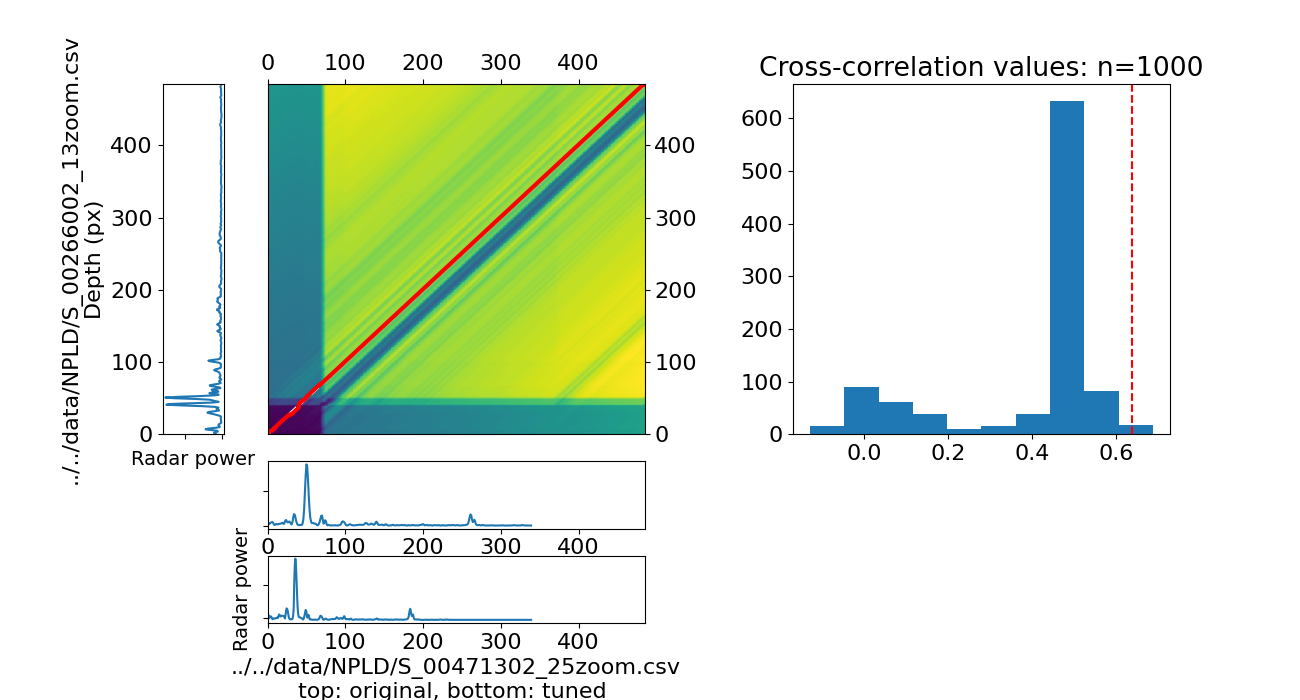 0 100 200 300 400
Cross-correlation values: n=1000
../../data/NPLD/S_00266002_13zoom.csv
Depth (px)
400
300
200
100
0
400
300
200
100
0
600
500
400
300
200
100
0
0.0 0.2 0.4 0.6
Radar power
0 100 200 300 400
Radar power
0 100 200 300 400
../../data/NPLD/S_00471302_25zoom.csv
top: original, bottom: tuned